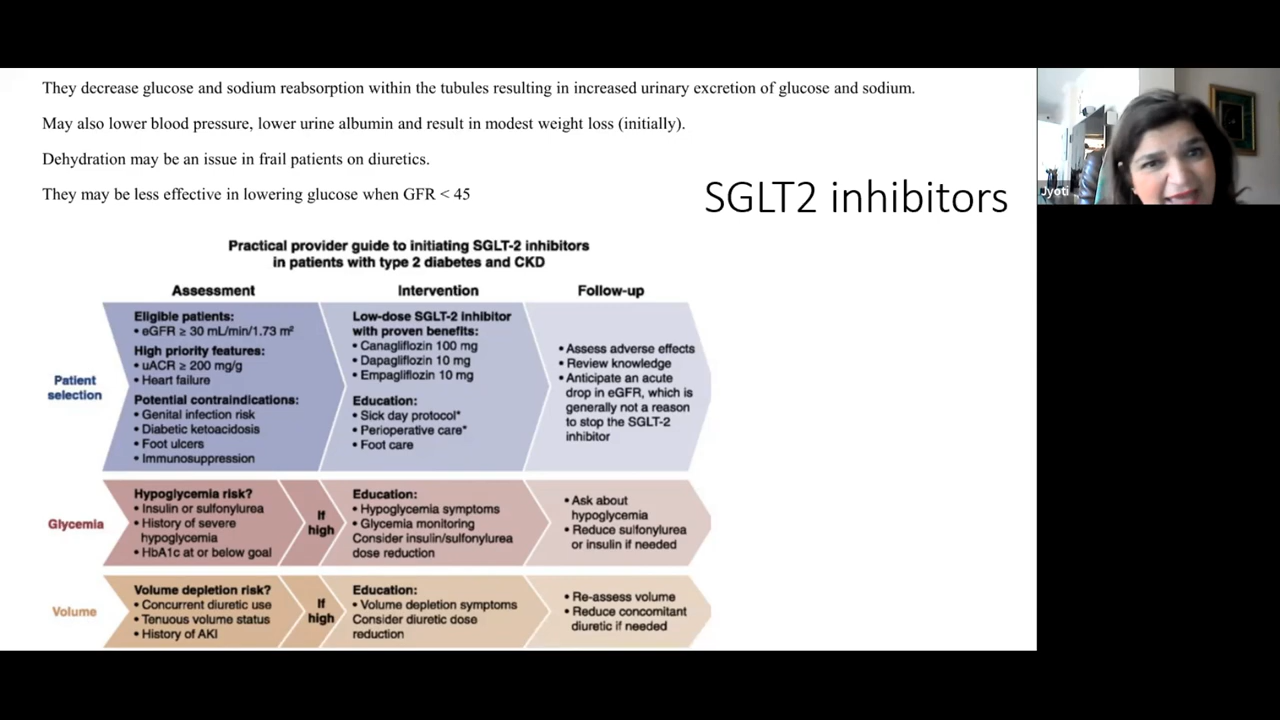 They decrease glucose and sodium reabsorption within the tubules resulting in increased urinary excretion of glucose and sodium.
May also lower blood pressure, lower urine albumin and result in modest weight loss (initially).
Dehydration may be an issue in frail patients on diuretics.
They may be less effective in lowering glucose when GFR < 45
SGLT2 inhibitors
Jyoti
Practical provider guide to initiating SGLT-2 inhibitors
in patients with type 2 diabetes and CKD
Assessment
Intervention
Follow-up
Patient
selection
Eligible patients:
• eGFR ≥ 30 mL/min/1.73 m²
High priority features:
• uACR ≥ 200 mg/g
• Heart failure
Potential contraindications:
• Genital infection risk
• Diabetic ketoacidosis
• Foot ulcers
• Immunosuppression
Low-dose SGLT-2 inhibitor
with proven benefits:
• Canagliflozin 100 mg
• Dapagliflozin 10 mg
• Empagliflozin 10 mg
Education:
• Sick day protocol*
• Perioperative care*
• Foot care
• Assess adverse effects
• Review knowledge
• Anticipate an acute
drop in eGFR, which is
generally not a reason
to stop the SGLT-2
inhibitor
Glycemia
Hypoglycemia risk?
• Insulin or sulfonylurea
• History of severe
hypoglycemia
• HbA1c at or below goal
If
high
Education:
• Hypoglycemia symptoms
• Glycemia monitoring
Consider insulin/sulfonylurea
dose reduction
• Ask about
hypoglycemia
• Reduce sulfonylurea
or insulin if needed
Volume
Volume depletion risk?
• Concurrent diuretic use
• Tenuous volume status
• History of AKI
If
high
Education:
• Volume depletion symptoms
Consider diuretic dose
reduction
• Re-assess volume
• Reduce concomitant
diuretic if needed